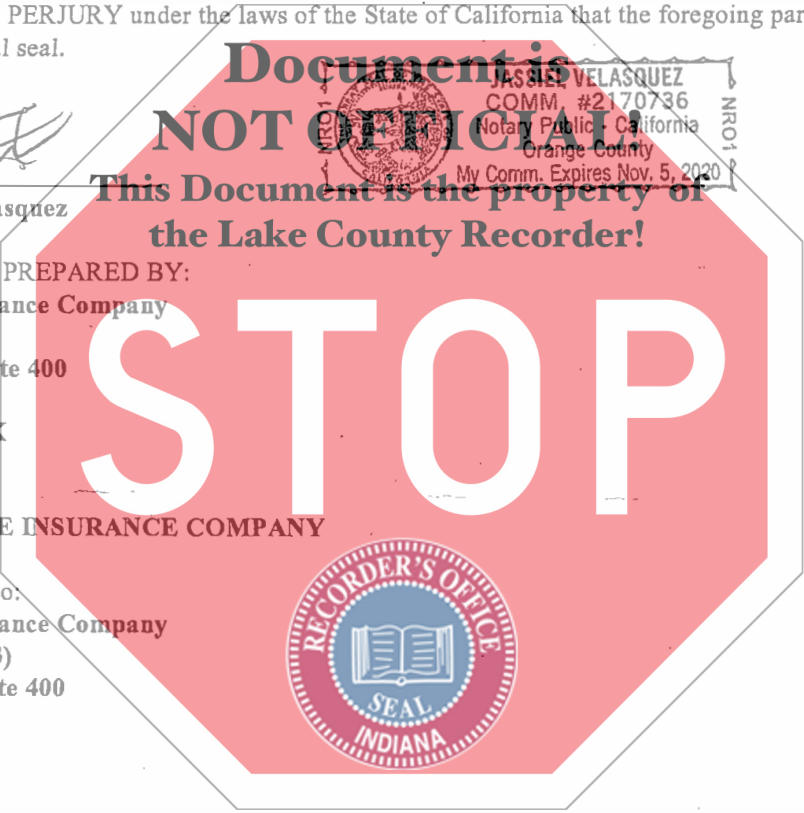 PERJURY under the laws of the State of California that the foregoing par
al seal.
Document is
NOT OFFICIAL!
This Document is the property of
the Lake County Recorder!
JASSIEL VELASQUEZ
COMM. #2170736
Notary Public - California
Orange County
My Comm. Expires Nov. 5, 2020
NRO1
NRO1
asquez
PREPARED BY:
ance Company
te 400
K
STOP
E INSURANCE COMPANY
o:
ance Company
)
te 400
RECORDER'S OFFICE
SEAL
INDIANA